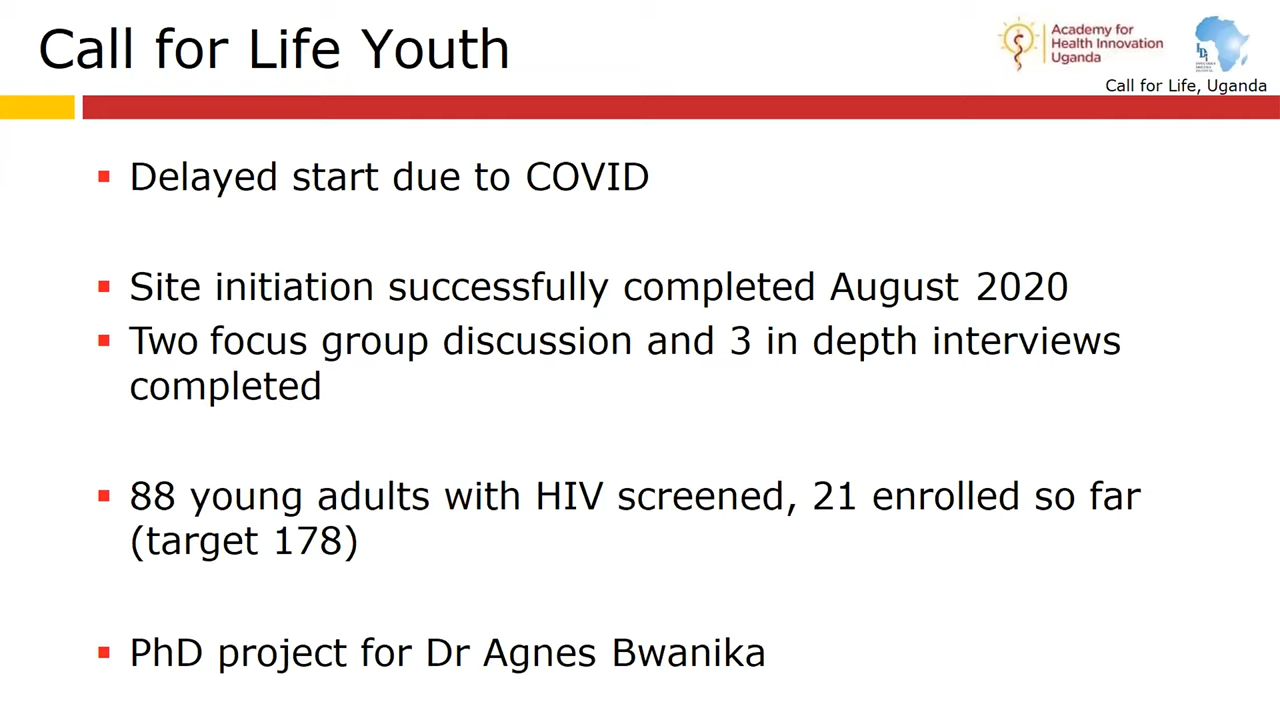 Call for Life Youth
Academy for
Health Innovation
Uganda
IDI
Call for Life, Uganda
Delayed start due to COVID
Site initiation successfully completed August 2020
Two focus group discussion and 3 in depth interviews
completed
88 young adults with HIV screened, 21 enrolled so far
(target 178)
PhD project for Dr Agnes Bwanika